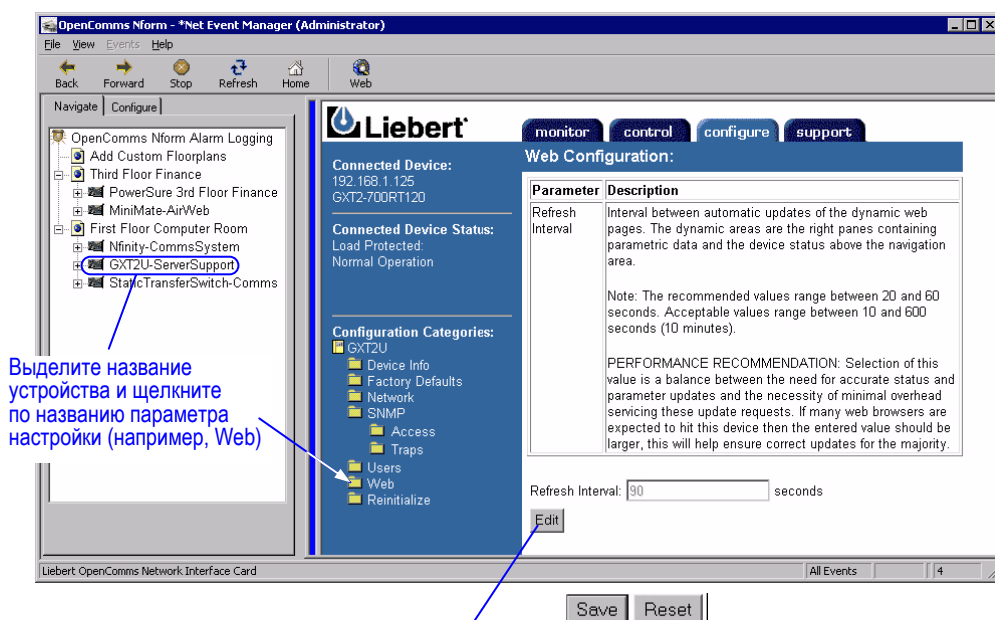 OpenComms Nform - *Net Event Manager (Administrator)
File View Events Help
Back Forward Stop Refresh Home Web
Navigate Configure
OpenComms Nform Alarm Logging
Add Custom Floorplans
Third Floor Finance
PowerSure 3rd Floor Finance
MiniMate-AirWeb
First Floor Computer Room
Nfinity-CommsSystem
GXT2U-ServerSupport
StaticTransferSwitch-Comms
Выделите название
устройства и щелкните
по названию параметра
настройки (например, Web)
Liebert
monitor control configure support
Connected Device:
192.168.1.125
GXT2-700RT120
Connected Device Status:
Load Protected:
Normal Operation
Configuration Categories:
GXT2U
Device Info
Factory Defaults
Network
SNMP
Access
Traps
Users
Web
Reinitialize
Web Configuration:
Parameter Description
Refresh
Interval
Interval between automatic updates of the dynamic web
pages. The dynamic areas are the right panes containing
parametric data and the device status above the navigation
area.
Note: The recommended values range between 20 and 60
seconds. Acceptable values range between 10 and 600
seconds (10 minutes).
PERFORMANCE RECOMMENDATION: Selection of this
value is a balance between the need for accurate status and
parameter updates and the necessity of minimal overhead
servicing these update requests. If many web browsers are
expected to hit this device then the entered value should be
larger, this will help ensure correct updates for the majority.
Refresh Interval: 90 seconds
Edit
Liebert OpenComms Network Interface Card
All Events 4
Save Reset